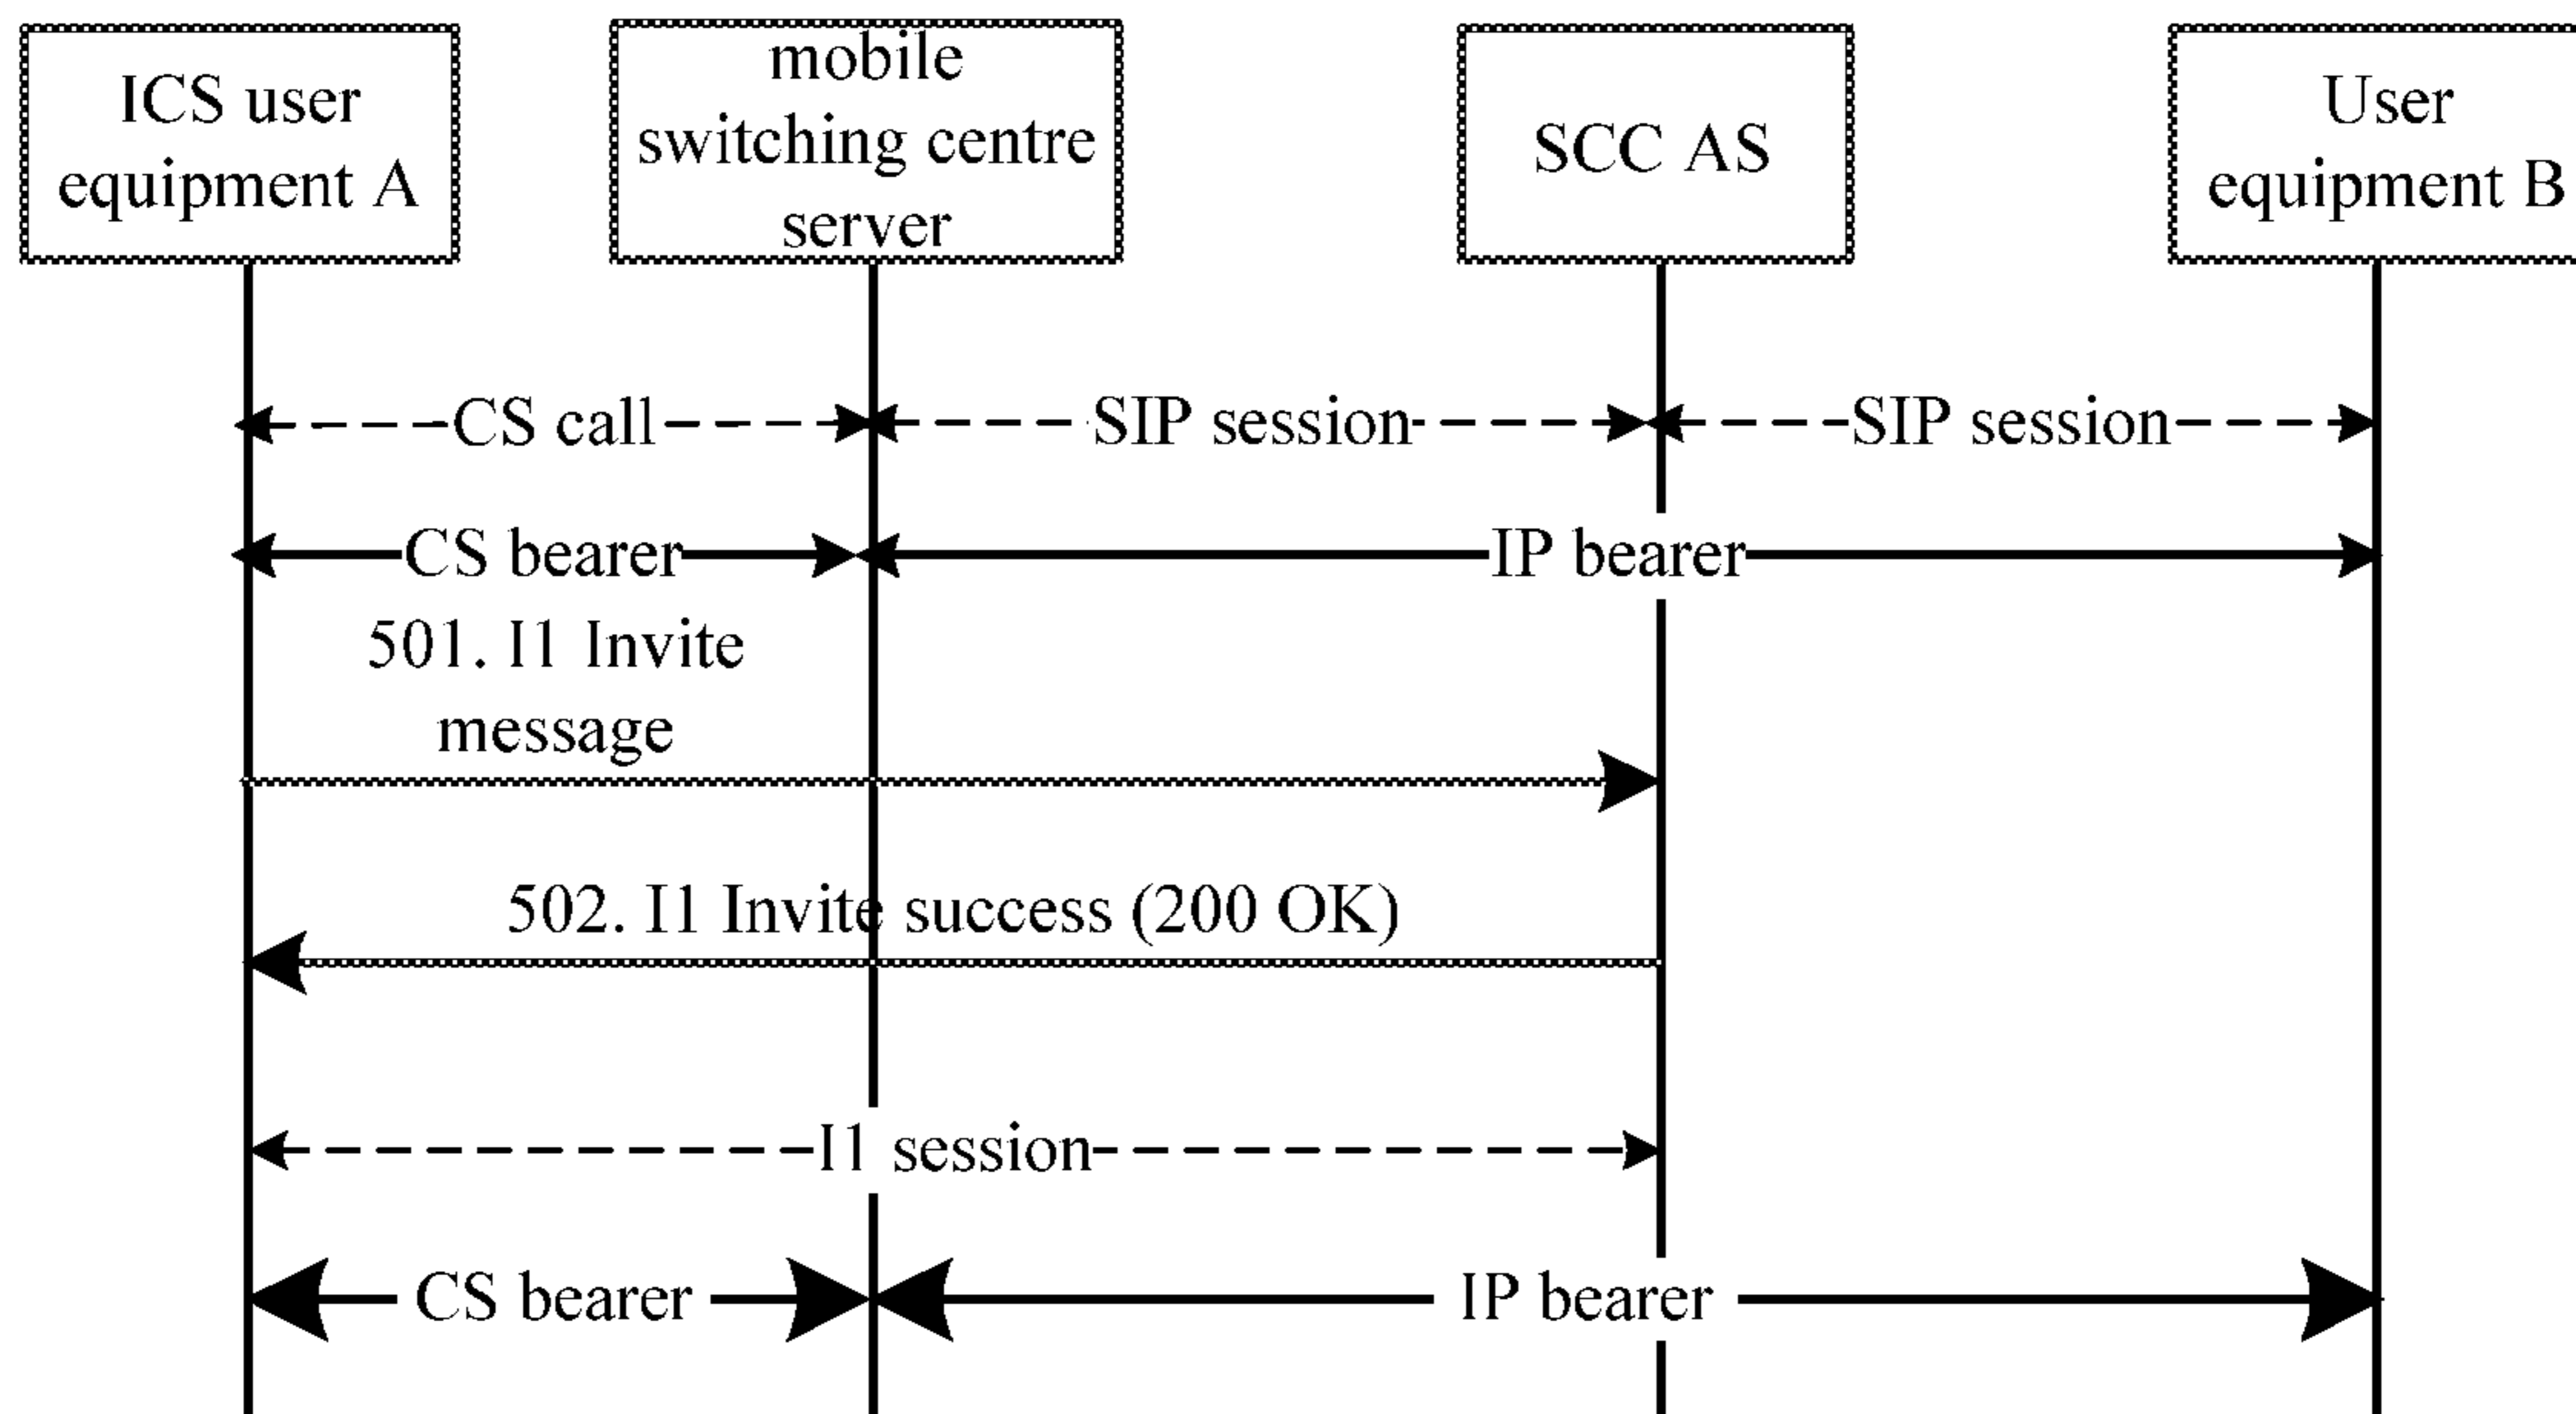 ICS user
equipment A
mobile
switching centre
server
SCC AS
User
equipment B
CS call
SIP session
SIP session
CS bearer
IP bearer
501. I1 Invite
message
502. I1 Invite success (200 OK)
I1 session
CS bearer
IP bearer